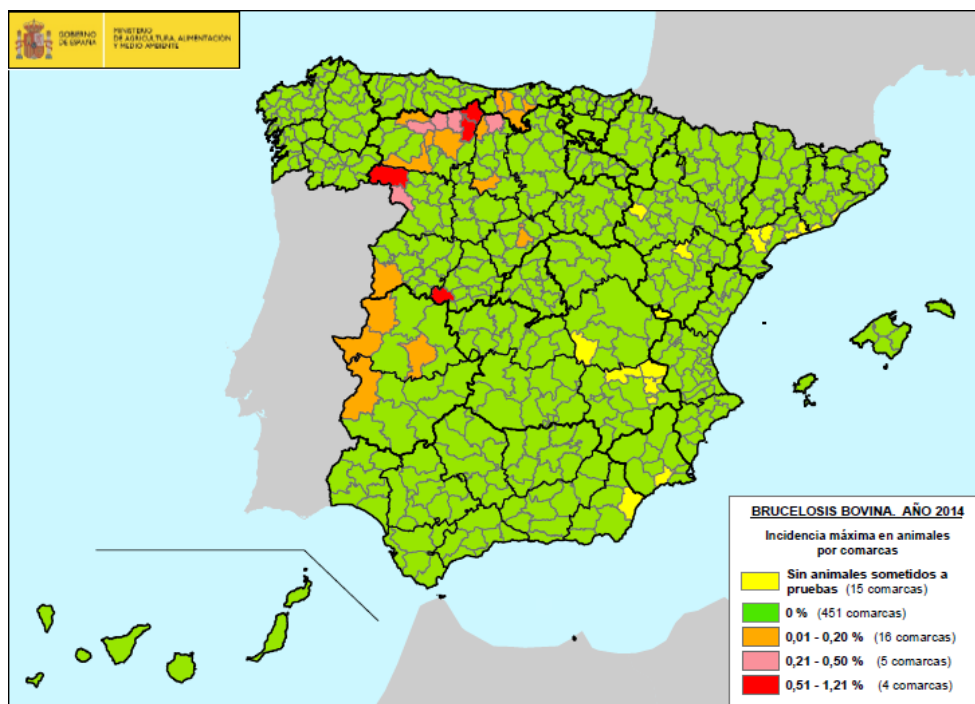 GOBIERNO
DE ESPAÑA
MINISTERIO
DE AGRICULTURA, ALIMENTACIÓN
Y MEDIO AMBIENTE
BRUCELOSIS BOVINA. AÑO 2014
Incidencia máxima en animales
por comarcas
Sin animales sometidos a
pruebas (15 comarcas)
0 % (451 comarcas)
0,01 - 0,20 % (16 comarcas)
0,21 - 0,50 % (5 comarcas)
0,51 - 1,21 % (4 comarcas)